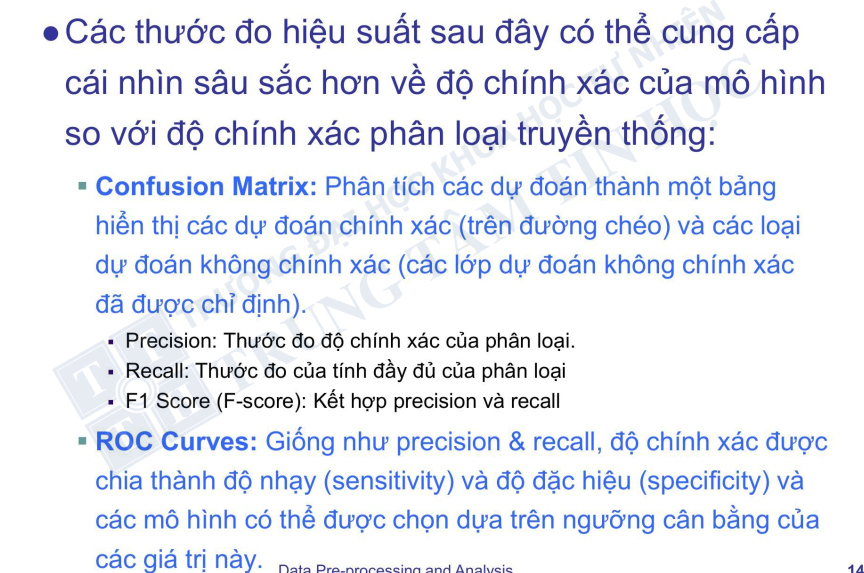 ● Các thước đo hiệu suất sau đây có thể cung cấp
cái nhìn sâu sắc hơn về độ chính xác của mô hình
so với độ chính xác phân loại truyền thống:
▪ Confusion Matrix: Phân tích các dự đoán thành một bảng
hiển thị các dự đoán chính xác (trên đường chéo) và các loại
dự đoán không chính xác (các lớp dự đoán không chính xác
đã được chỉ định).
▪ Precision: Thước đo độ chính xác của phân loại.
▪ Recall: Thước đo của tính đầy đủ của phân loại
▪ F1 Score (F-score): Kết hợp precision và recall
▪ ROC Curves: Giống như precision & recall, độ chính xác được
chia thành độ nhạy (sensitivity) và độ đặc hiệu (specificity) và
các mô hình có thể được chọn dựa trên ngưỡng cân bằng của
các giá trị này.
Data Pre-processing and Analysis
14
TRƯỜNG ĐẠI HỌC KHOA HỌC TỰ NHIÊN
TRUNG TÂM TIN HỌC